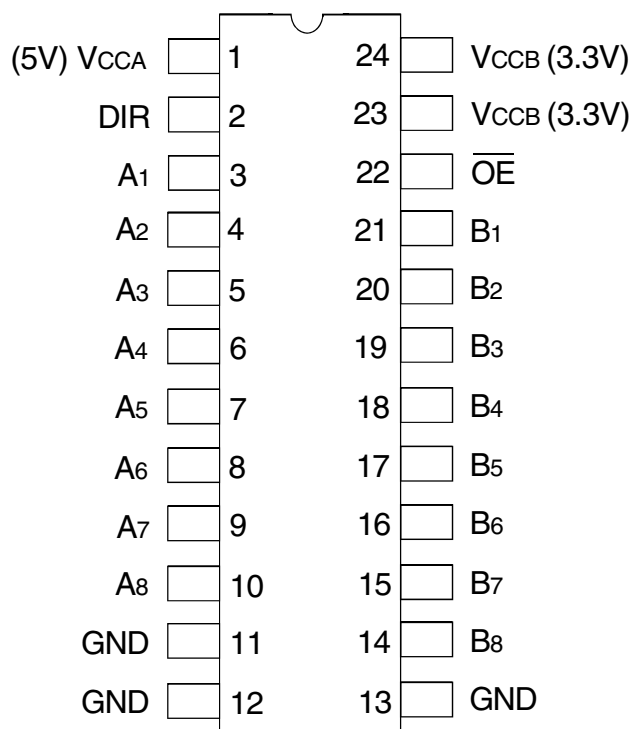 (5V) VCCA 1 24 VCCB (3.3V)
DIR 2 23 VCCB (3.3V)
A1 3 22 O̅E̅
A2 4 21 B1
A3 5 20 B2
A4 6 19 B3
A5 7 18 B4
A6 8 17 B5
A7 9 16 B6
A8 10 15 B7
GND 11 14 B8
GND 12 13 GND